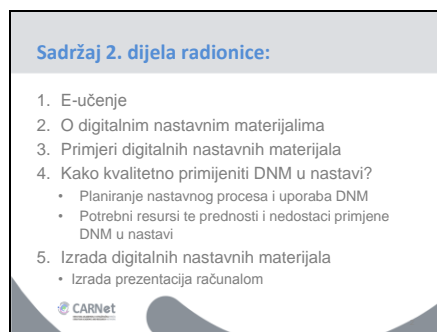 Sadržaj 2. dijela radionice:
1. E-učenje
2. O digitalnim nastavnim materijalima
3. Primjeri digitalnih nastavnih materijala
4. Kako kvalitetno primijeniti DNM u nastavi?
• Planiranje nastavnog procesa i uporaba DNM
• Potrebni resursi te prednosti i nedostaci primjene
DNM u nastavi
5. Izrada digitalnih nastavnih materijala
• Izrada prezentacija računalom
CARNet